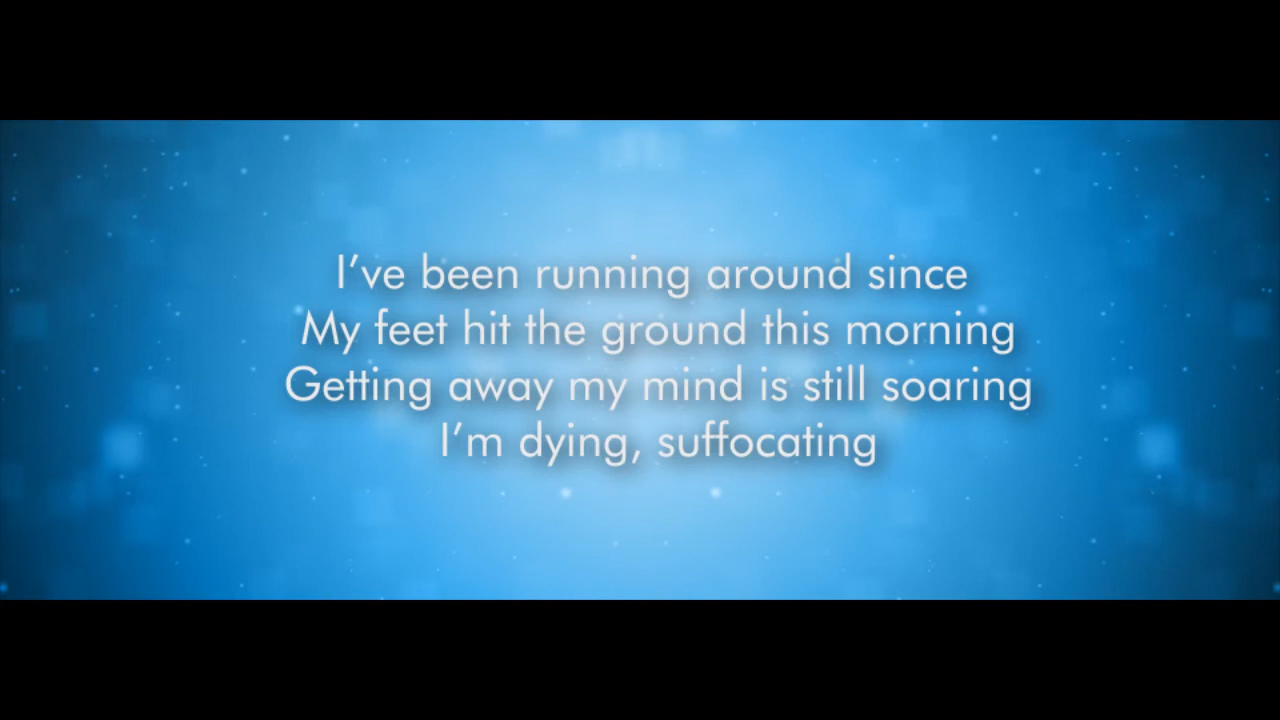 I’ve been running around since
My feet hit the ground this morning
Getting away my mind is still soaring
I’m dying, suffocating